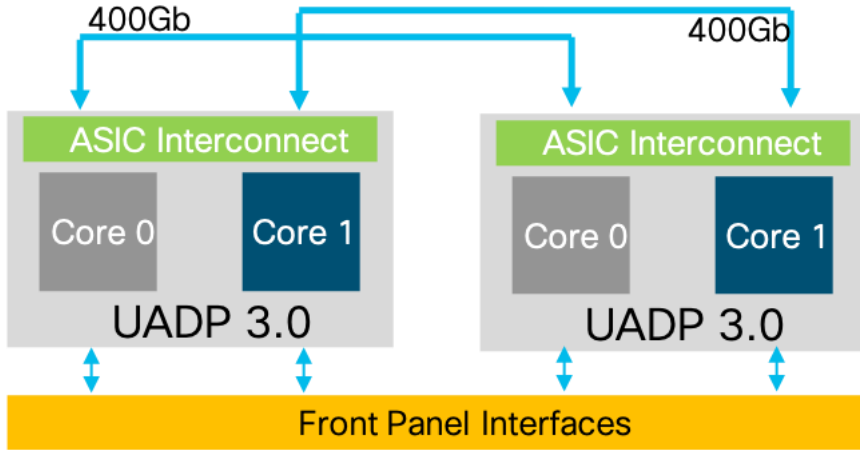 400Gb
400Gb
ASIC Interconnect
ASIC Interconnect
Core 0
Core 1
Core 0
Core 1
UADP 3.0
UADP 3.0
Front Panel Interfaces